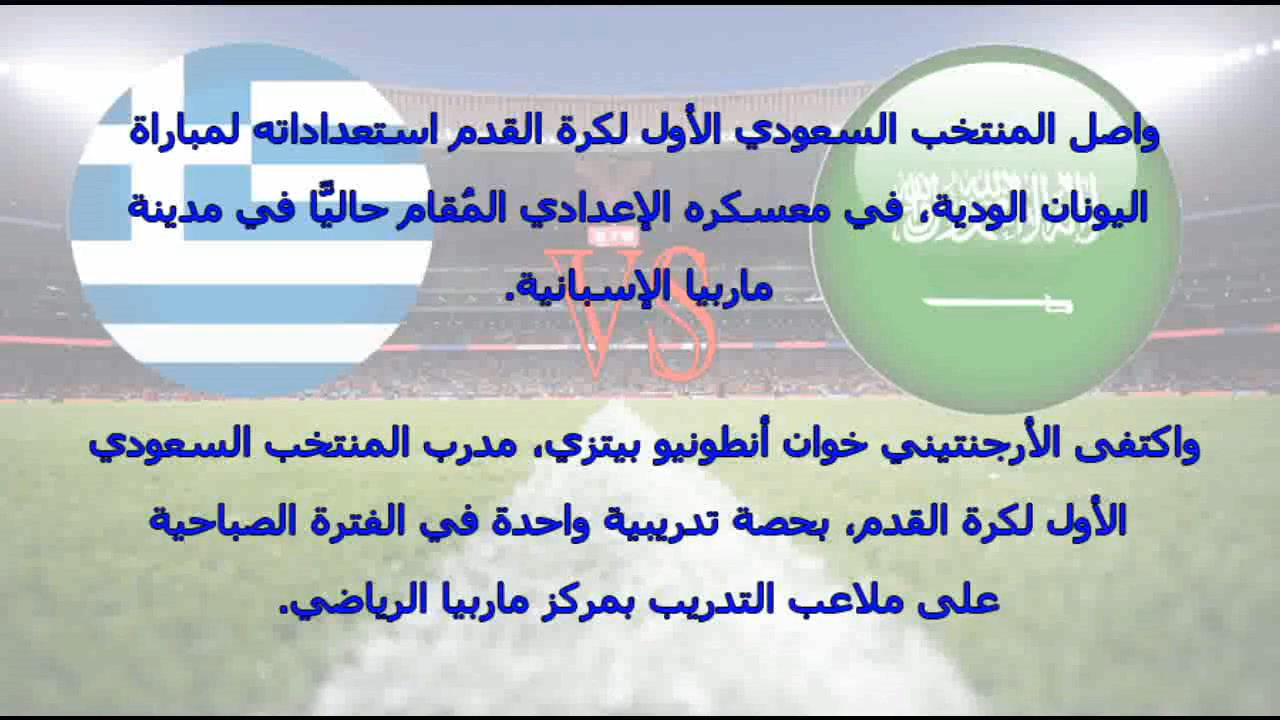 واصل المنتخب السعودي الأول لكرة القدم استعداداته لمباراة
اليونان الودية، في معسكره الإعدادي المُقام حاليًّا في مدينة
ماربيا الإسبانية.
VS
واكتفى الأرجنتيني خوان أنطونيو بيتزي، مدرب المنتخب السعودي
الأول لكرة القدم، بحصة تدريبية واحدة في الفترة الصباحية
على ملاعب التدريب بمركز ماربيا الرياضي.